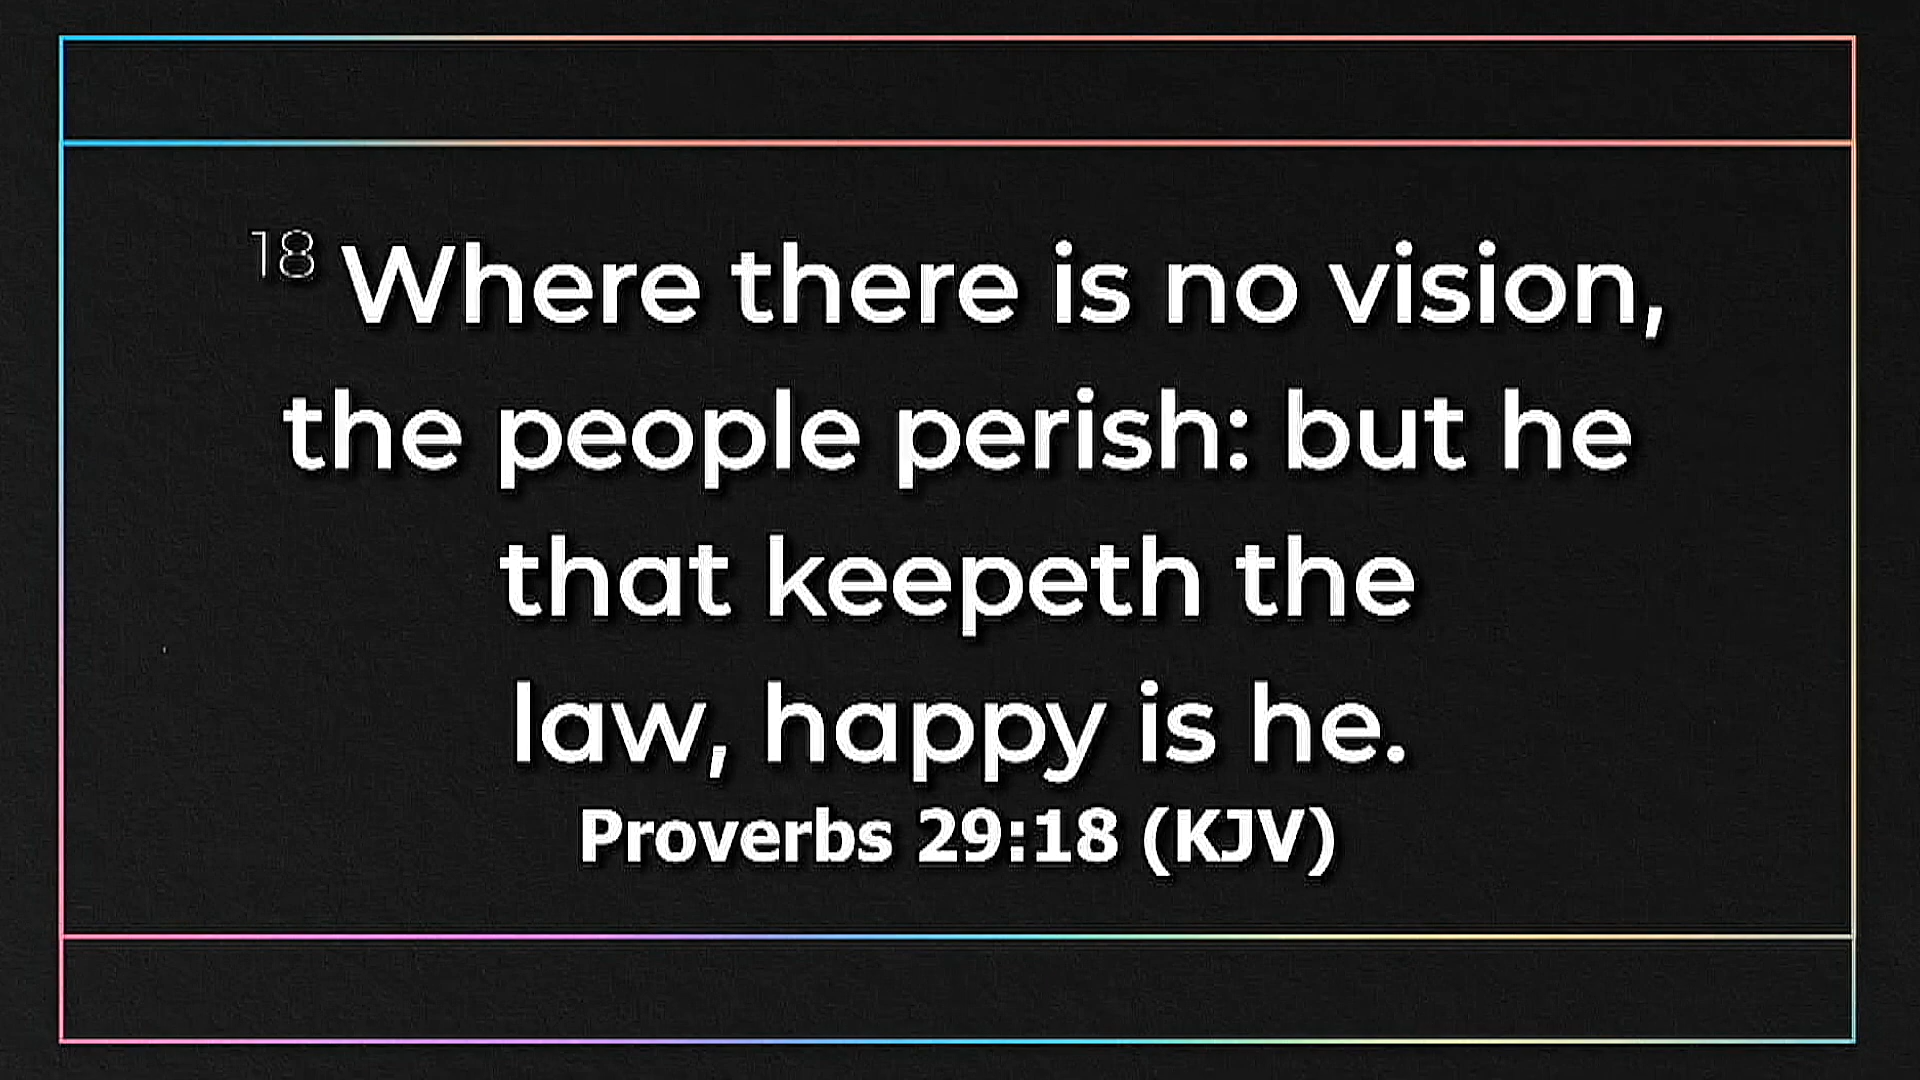 18 Where there is no vision,
the people perish: but he
that keepeth the
law, happy is he.
Proverbs 29:18 (KJV)